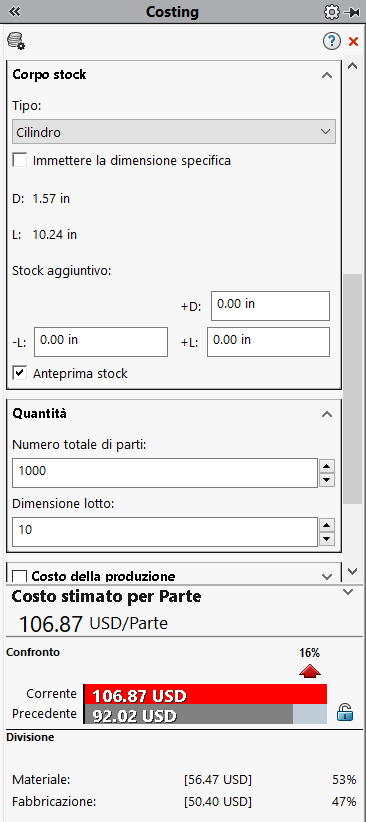 Costing
Corpo stock
Tipo:
Cilindro
Immettere la dimensione specifica
D: 1.57 in
L: 10.24 in
Stock aggiuntivo:
+D: 0.00 in
-L: 0.00 in +L: 0.00 in
Anteprima stock
Quantità
Numero totale di parti:
1000
Dimensione lotto:
10
Costo della produzione
Costo stimato per Parte
106.87 USD/Parte
Confronto 16%
Corrente 106.87 USD
Precedente 92.02 USD
Divisione
Materiale: [56.47 USD] 53%
Fabbricazione: [50.40 USD] 47%